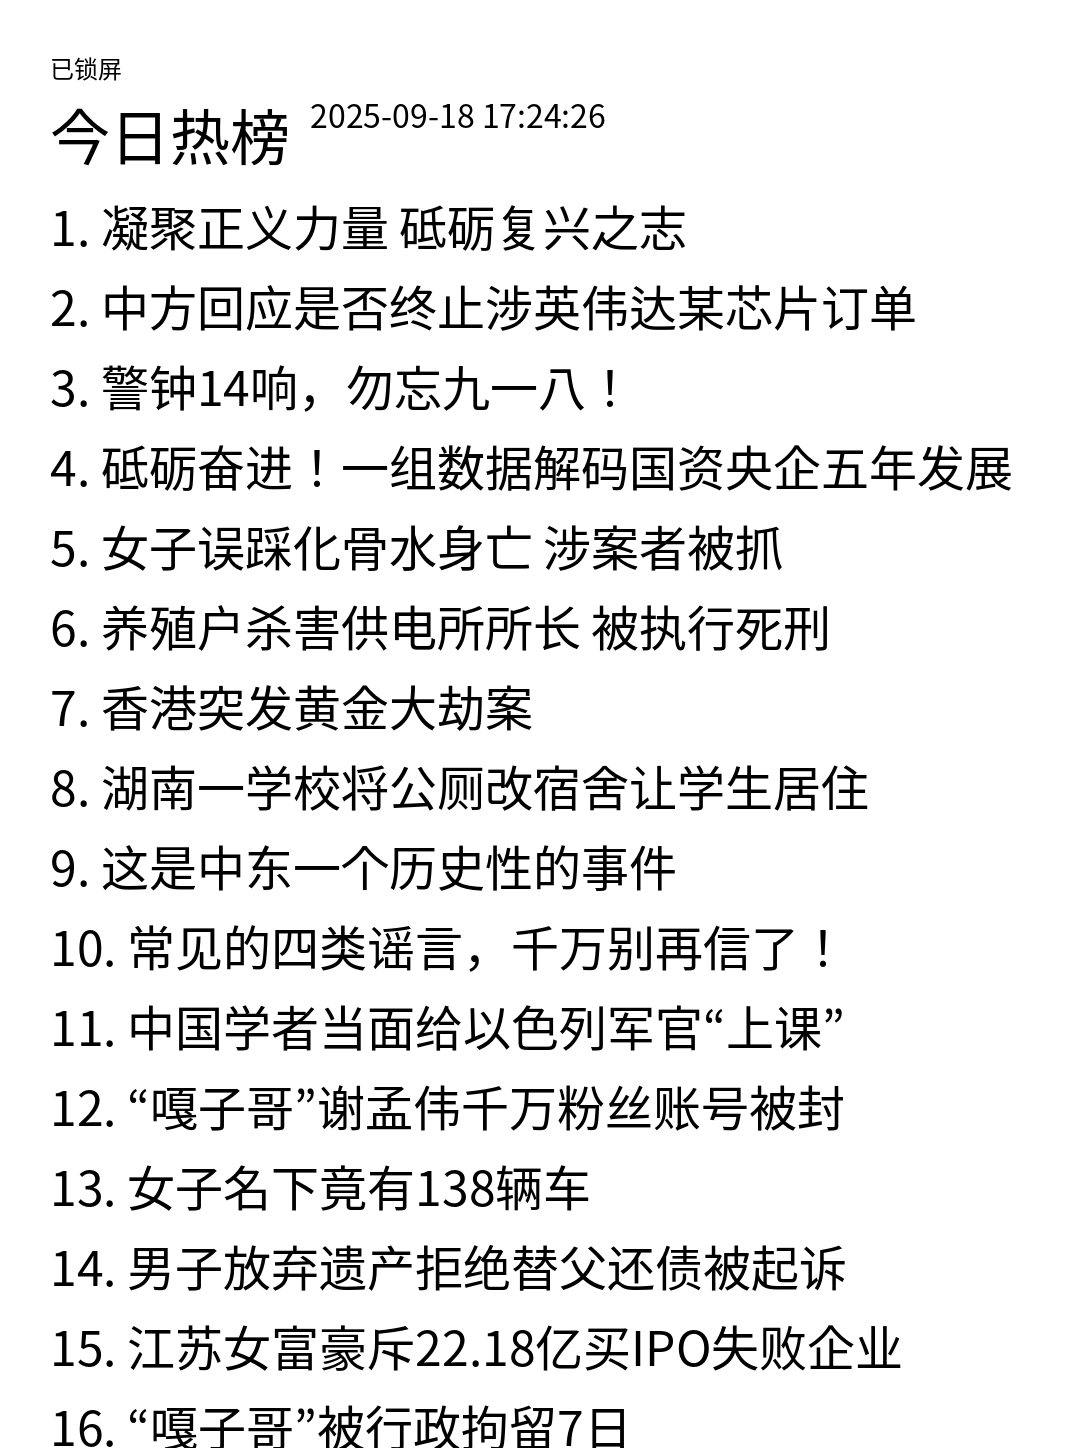 已锁屏
今日热榜 2025-09-18 17:24:26
1. 凝聚正义力量 砥砺复兴之志
2. 中方回应是否终止涉英伟达某芯片订单
3. 警钟14响，勿忘九一八！
4. 砥砺奋进！一组数据解码国资央企五年发展
5. 女子误踩化骨水身亡 涉案者被抓
6. 养殖户杀害供电所所长 被执行死刑
7. 香港突发黄金大劫案
8. 湖南一学校将公厕改宿舍让学生居住
9. 这是中东一个历史性的事件
10. 常见的四类谣言，千万别再信了！
11. 中国学者当面给以色列军官“上课”
12. “嘎子哥”谢孟伟千万粉丝账号被封
13. 女子名下竟有138辆车
14. 男子放弃遗产拒绝替父还债被起诉
15. 江苏女富豪斥22.18亿买IPO失败企业
16. “嘎子哥”被行政拘留7日